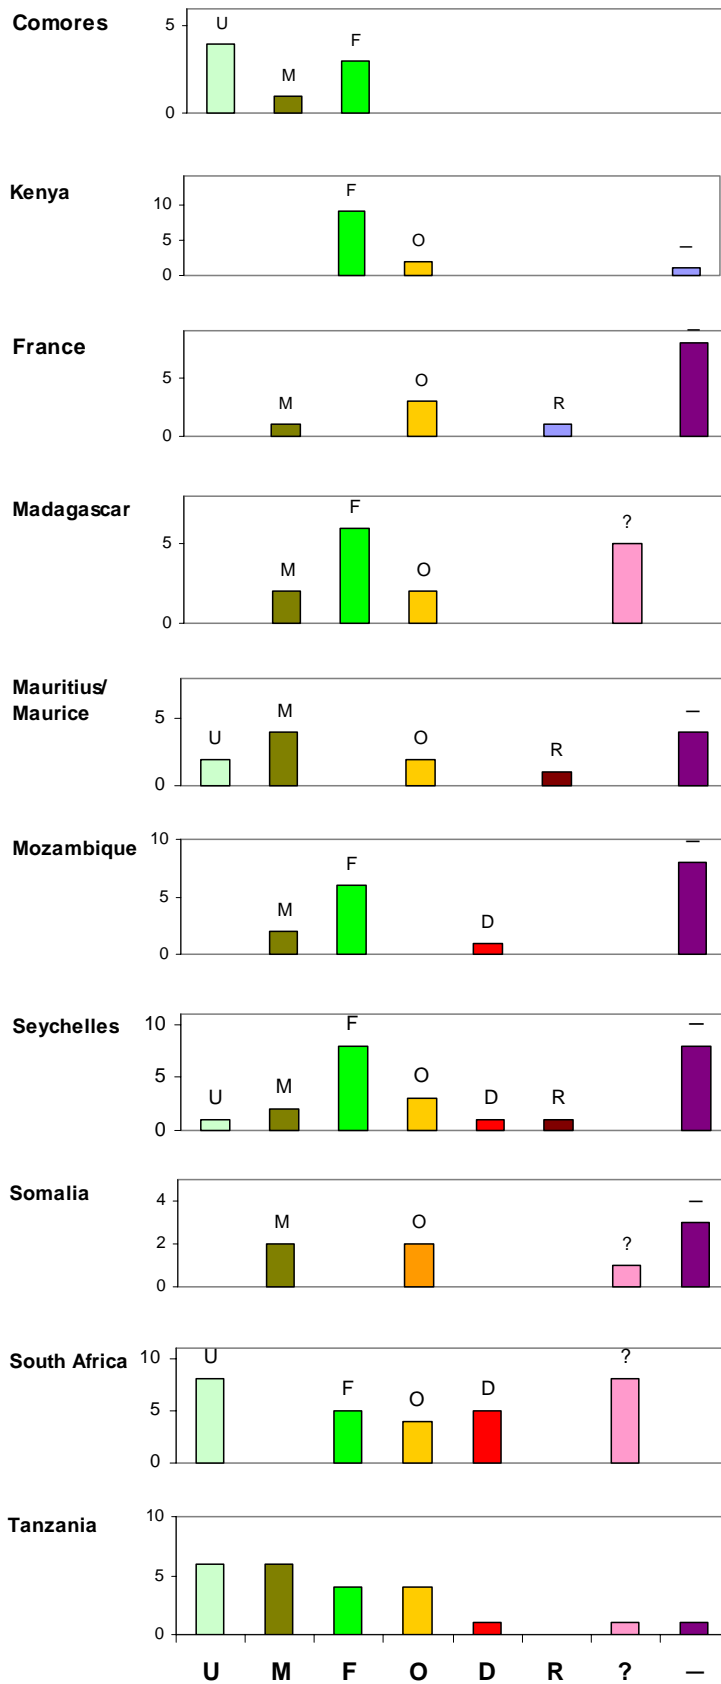 Comores
5
0
U
M
F
Kenya
10
5
0
F
O
–
France
5
0
M
O
R
–
Madagascar
5
0
M
F
O
?
Mauritius/
Maurice
5
0
U
M
O
R
–
Mozambique
10
5
0
M
F
D
–
Seychelles
10
5
0
U
M
F
O
D
R
–
Somalia
4
2
0
M
O
?
–
South Africa
10
5
0
U
F
O
D
?
Tanzania
10
5
0
U M F O D R ? –